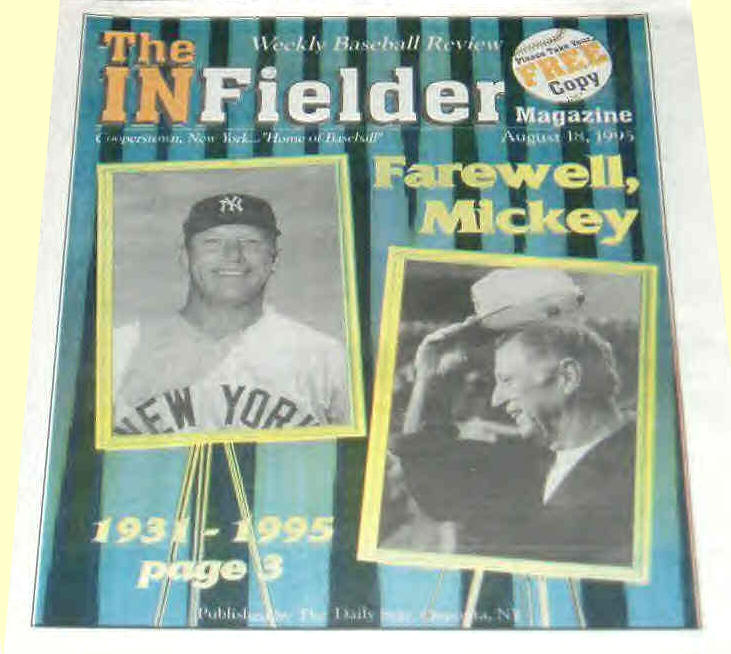 The
INFielder
Weekly Baseball Review
Please Take Your
FREE
Copy
Magazine
Cooperstown, New York... "Home of Baseball"
August 18, 1995
Farewell,
Mickey
NY
NEW YORK
1931 - 1995
page 3
Published by The Daily Star, Oneonta, NY